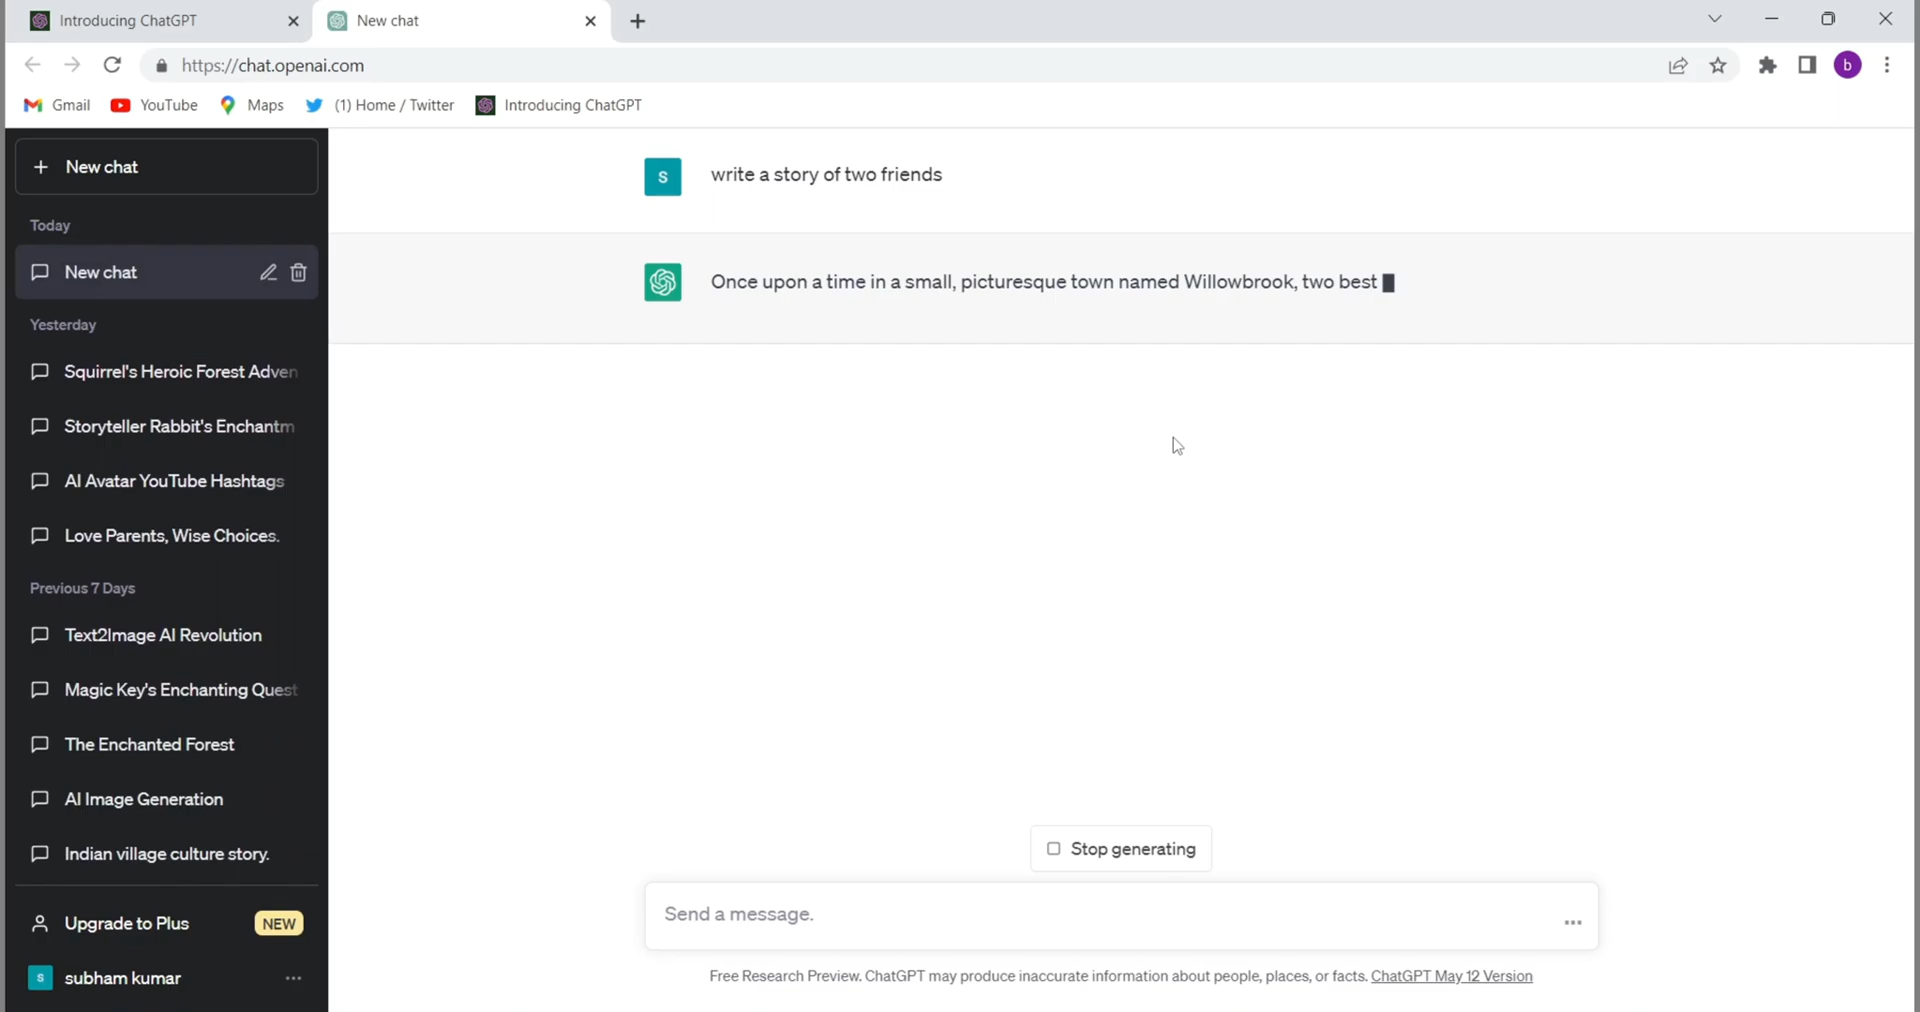 Introducing ChatGPT
New chat
https://chat.openai.com
b
Gmail
YouTube
Maps
(1) Home / Twitter
Introducing ChatGPT
New chat
Today
New chat
Yesterday
Squirrel's Heroic Forest Adven
Storyteller Rabbit's Enchantm
AI Avatar YouTube Hashtags
Love Parents, Wise Choices.
Previous 7 Days
Text2Image AI Revolution
Magic Key's Enchanting Quest
The Enchanted Forest
AI Image Generation
Indian village culture story.
Upgrade to Plus NEW
s subham kumar
S write a story of two friends
Once upon a time in a small, picturesque town named Willowbrook, two best
Stop generating
Send a message.
Free Research Preview. ChatGPT may produce inaccurate information about people, places, or facts. ChatGPT May 12 Version